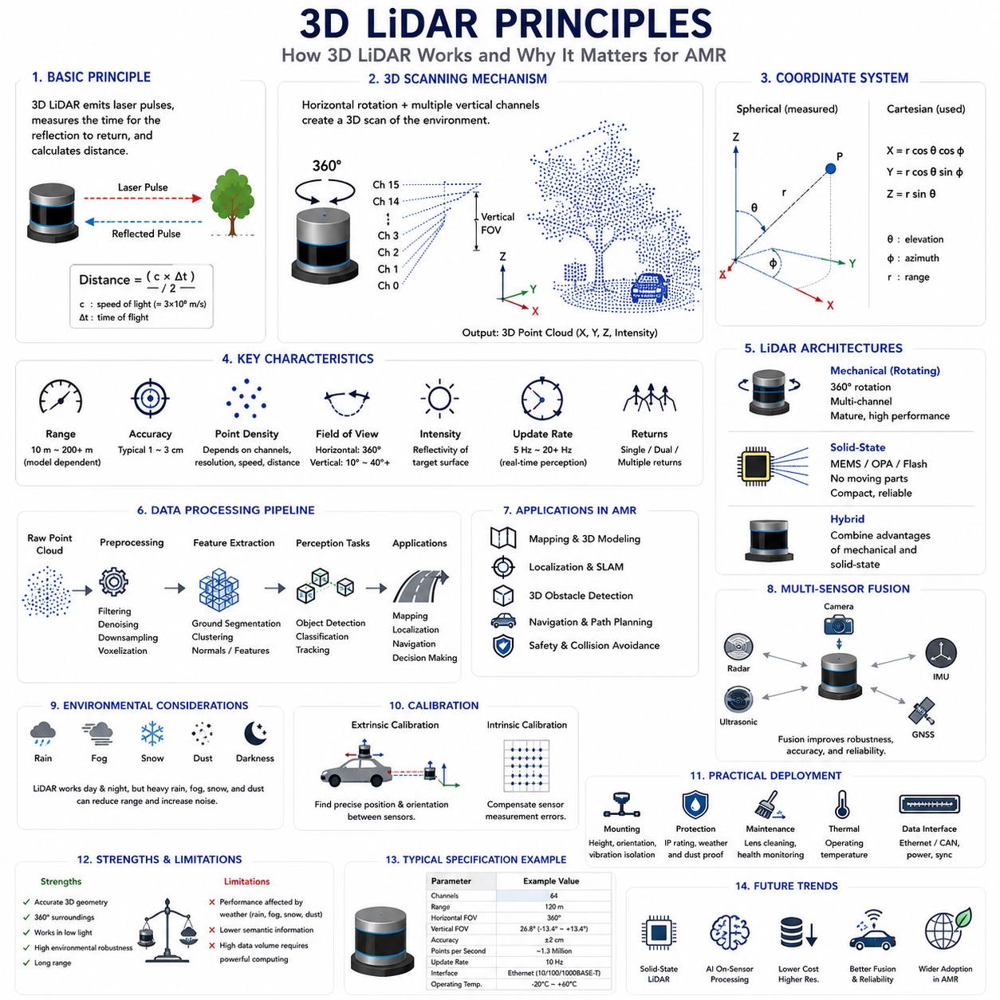 3D LiDAR PRINCIPLES
How 3D LiDAR Works and Why It Matters for AMR
1. BASIC PRINCIPLE
3D LiDAR emits laser pulses,
measures the time for the
reflection to return, and
calculates distance.
Laser Pulse
Reflected Pulse
Distance = ( c × Δt )
/ 2
c : speed of light (≈ 3×10⁸ m/s)
Δt : time of flight
2. 3D SCANNING MECHANISM
Horizontal rotation + multiple vertical channels
create a 3D scan of the environment.
360°
Ch 15
Ch 14
Ch 3
Ch 2
Ch 1
Ch 0
Vertical
FOV
Z
Y
X
Output: 3D Point Cloud (X, Y, Z, Intensity)
3. COORDINATE SYSTEM
Spherical (measured)
Z
P
r
θ
ϕ
Y
X
Cartesian (used)
X = r cos θ cos ϕ
Y = r cos θ sin ϕ
Z = r sin θ
θ : elevation
ϕ : azimuth
r : range
4. KEY CHARACTERISTICS
Range
10 m ~ 200+ m
(model dependent)
Accuracy
Typical 1 ~ 3 cm
Point Density
Depends on channels,
resolution, speed, distance
Field of View
Horizontal: 360°
Vertical: 10° ~ 40°+
Intensity
Reflectivity of
target surface
Update Rate
5 Hz ~ 20+ Hz
(real-time perception)
Returns
Single / Dual /
Multiple returns
5. LiDAR ARCHITECTURES
Mechanical (Rotating)
360° rotation
Multi-channel
Mature, high performance
Solid-State
MEMS / OPA / Flash
No moving parts
Compact, reliable
Hybrid
Combine advantages
of mechanical and
solid-state
6. DATA PROCESSING PIPELINE
Raw Point
Cloud
Preprocessing
Filtering
Denoising
Downsampling
Voxelization
Feature Extraction
Ground Segmentation
Clustering
Normals / Features
Perception Tasks
Object Detection
Classification
Tracking
Applications
Mapping
Localization
Navigation
Decision Making
7. APPLICATIONS IN AMR
Mapping & 3D Modeling
Localization & SLAM
3D Obstacle Detection
Navigation & Path Planning
Safety & Collision Avoidance
8. MULTI-SENSOR FUSION
Camera
Radar
IMU
Ultrasonic
GNSS
Fusion improves robustness,
accuracy, and reliability.
9. ENVIRONMENTAL CONSIDERATIONS
Rain
Fog
Snow
Dust
Darkness
LiDAR works day & night, but heavy rain, fog, snow, and dust
can reduce range and increase noise.
10. CALIBRATION
Extrinsic Calibration
Find precise position & orientation
between sensors.
Intrinsic Calibration
Compensate sensor
measurement errors.
11. PRACTICAL DEPLOYMENT
Mounting
Height, orientation,
vibration isolation
Protection
IP rating, weather
and dust proof
Maintenance
Lens cleaning,
health monitoring
Thermal
Operating
temperature
Data Interface
Ethernet / CAN,
power, sync
12. STRENGTHS & LIMITATIONS
Strengths
Accurate 3D geometry
360° surroundings
Works in low light
High environmental robustness
Long range
Limitations
Performance affected by
weather (rain, fog, snow, dust)
Lower semantic information
High data volume requires
powerful computing
13. TYPICAL SPECIFICATION EXAMPLE
Parameter Example Value
Channels 64
Range 120 m
Horizontal FOV 360°
Vertical FOV 26.8° (-13.4° ~ +13.4°)
Accuracy ±2 cm
Points per Second ~1.3 Million
Update Rate 10 Hz
Interface Ethernet (10/100/1000BASE-T)
Operating Temp. -20°C ~ +60°C
14. FUTURE TRENDS
Solid-State
LiDAR
AI On-Sensor
Processing
Lower Cost
Higher Res.
Better Fusion
& Reliability
Wider Adoption
in AMR